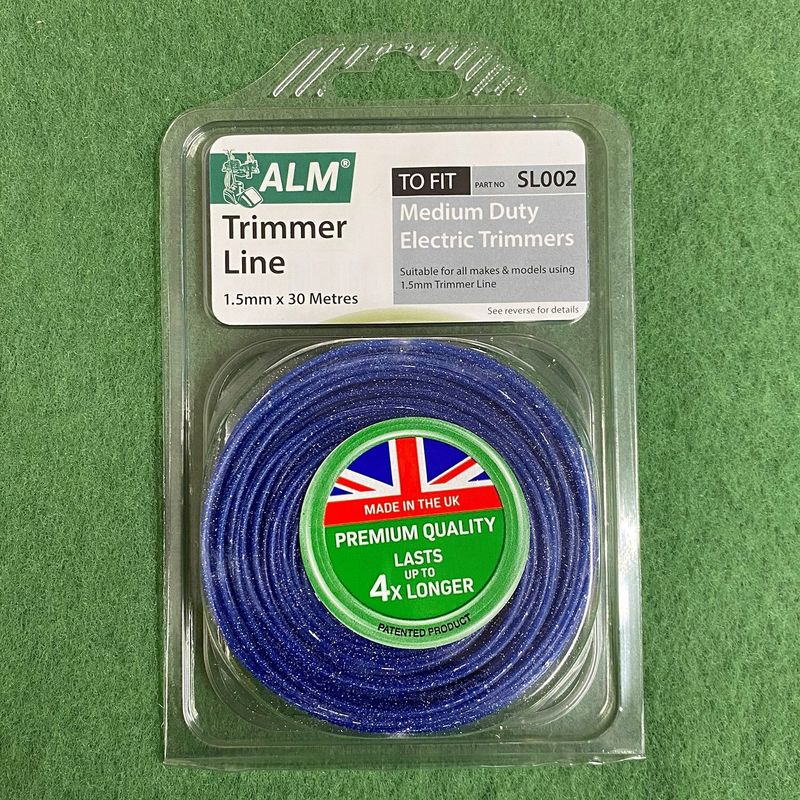 ALM®
Trimmer
Line
1.5mm x 30 Metres
TO FIT PART NO SL002
Medium Duty
Electric Trimmers
Suitable for all makes & models using
1.5mm Trimmer Line
See reverse for details
MADE IN THE UK
PREMIUM QUALITY
LASTS
UP TO
4X LONGER
PATENTED PRODUCT